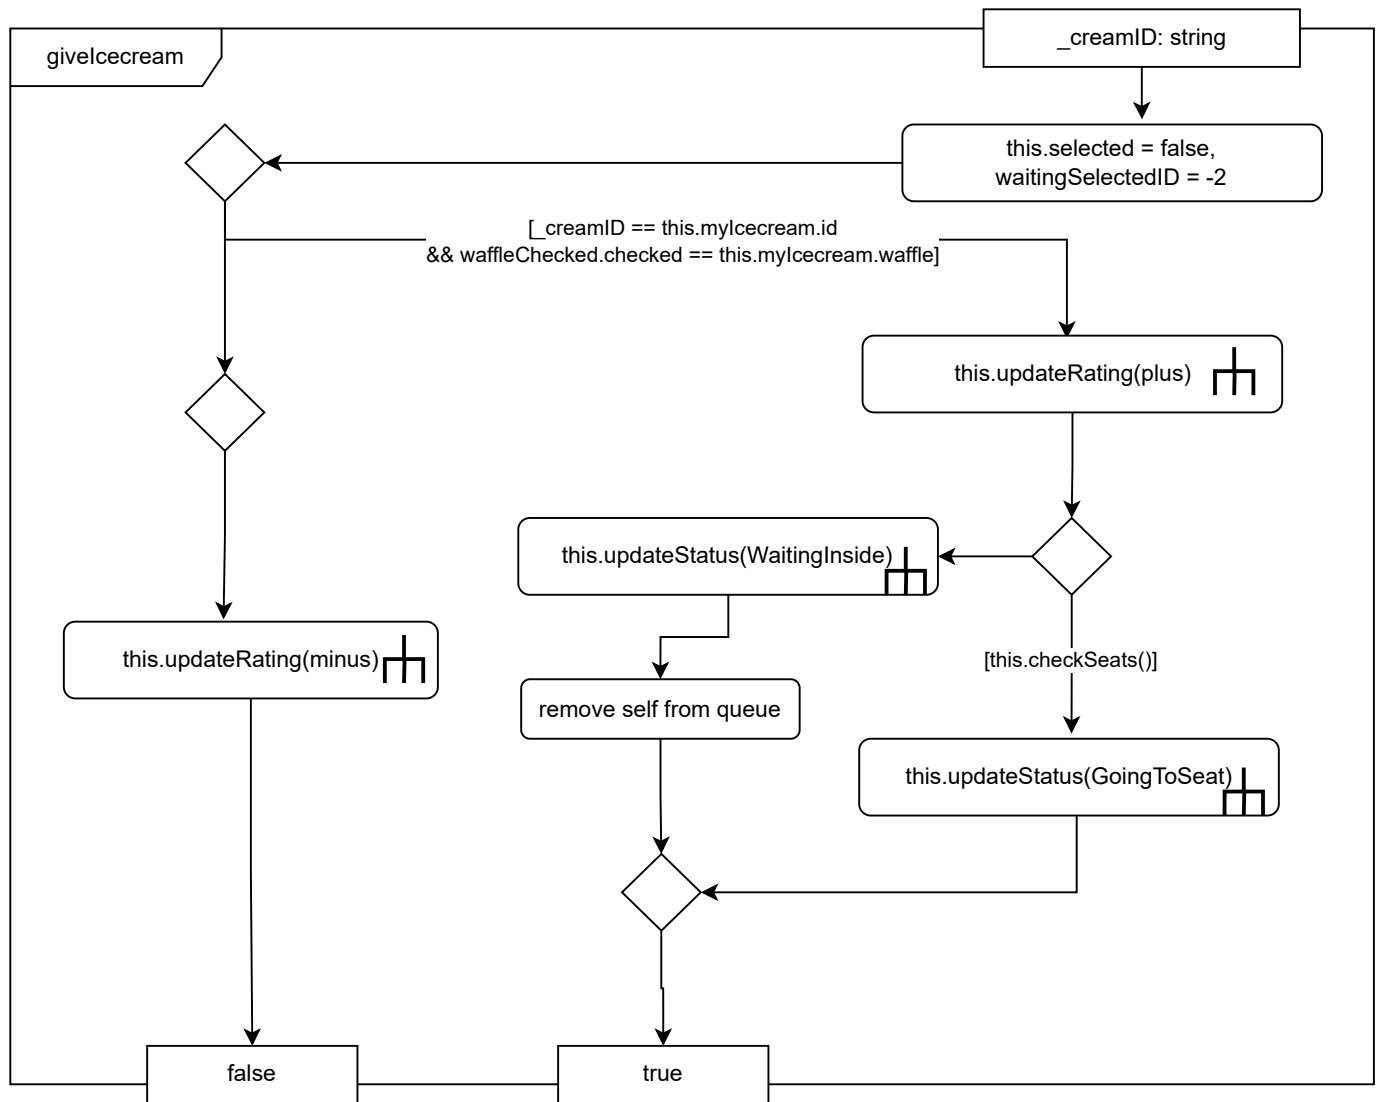 giveIcecream
_creamID: string
this.selected = false,
waitingSelectedID = -2
[_creamID == this.myIcecream.id
&& waffleChecked.checked == this.myIcecream.waffle]
this.updateRating(plus)
this.updateStatus(WaitingInside)
this.updateRating(minus)
[this.checkSeats()]
remove self from queue
this.updateStatus(GoingToSeat)
false
true